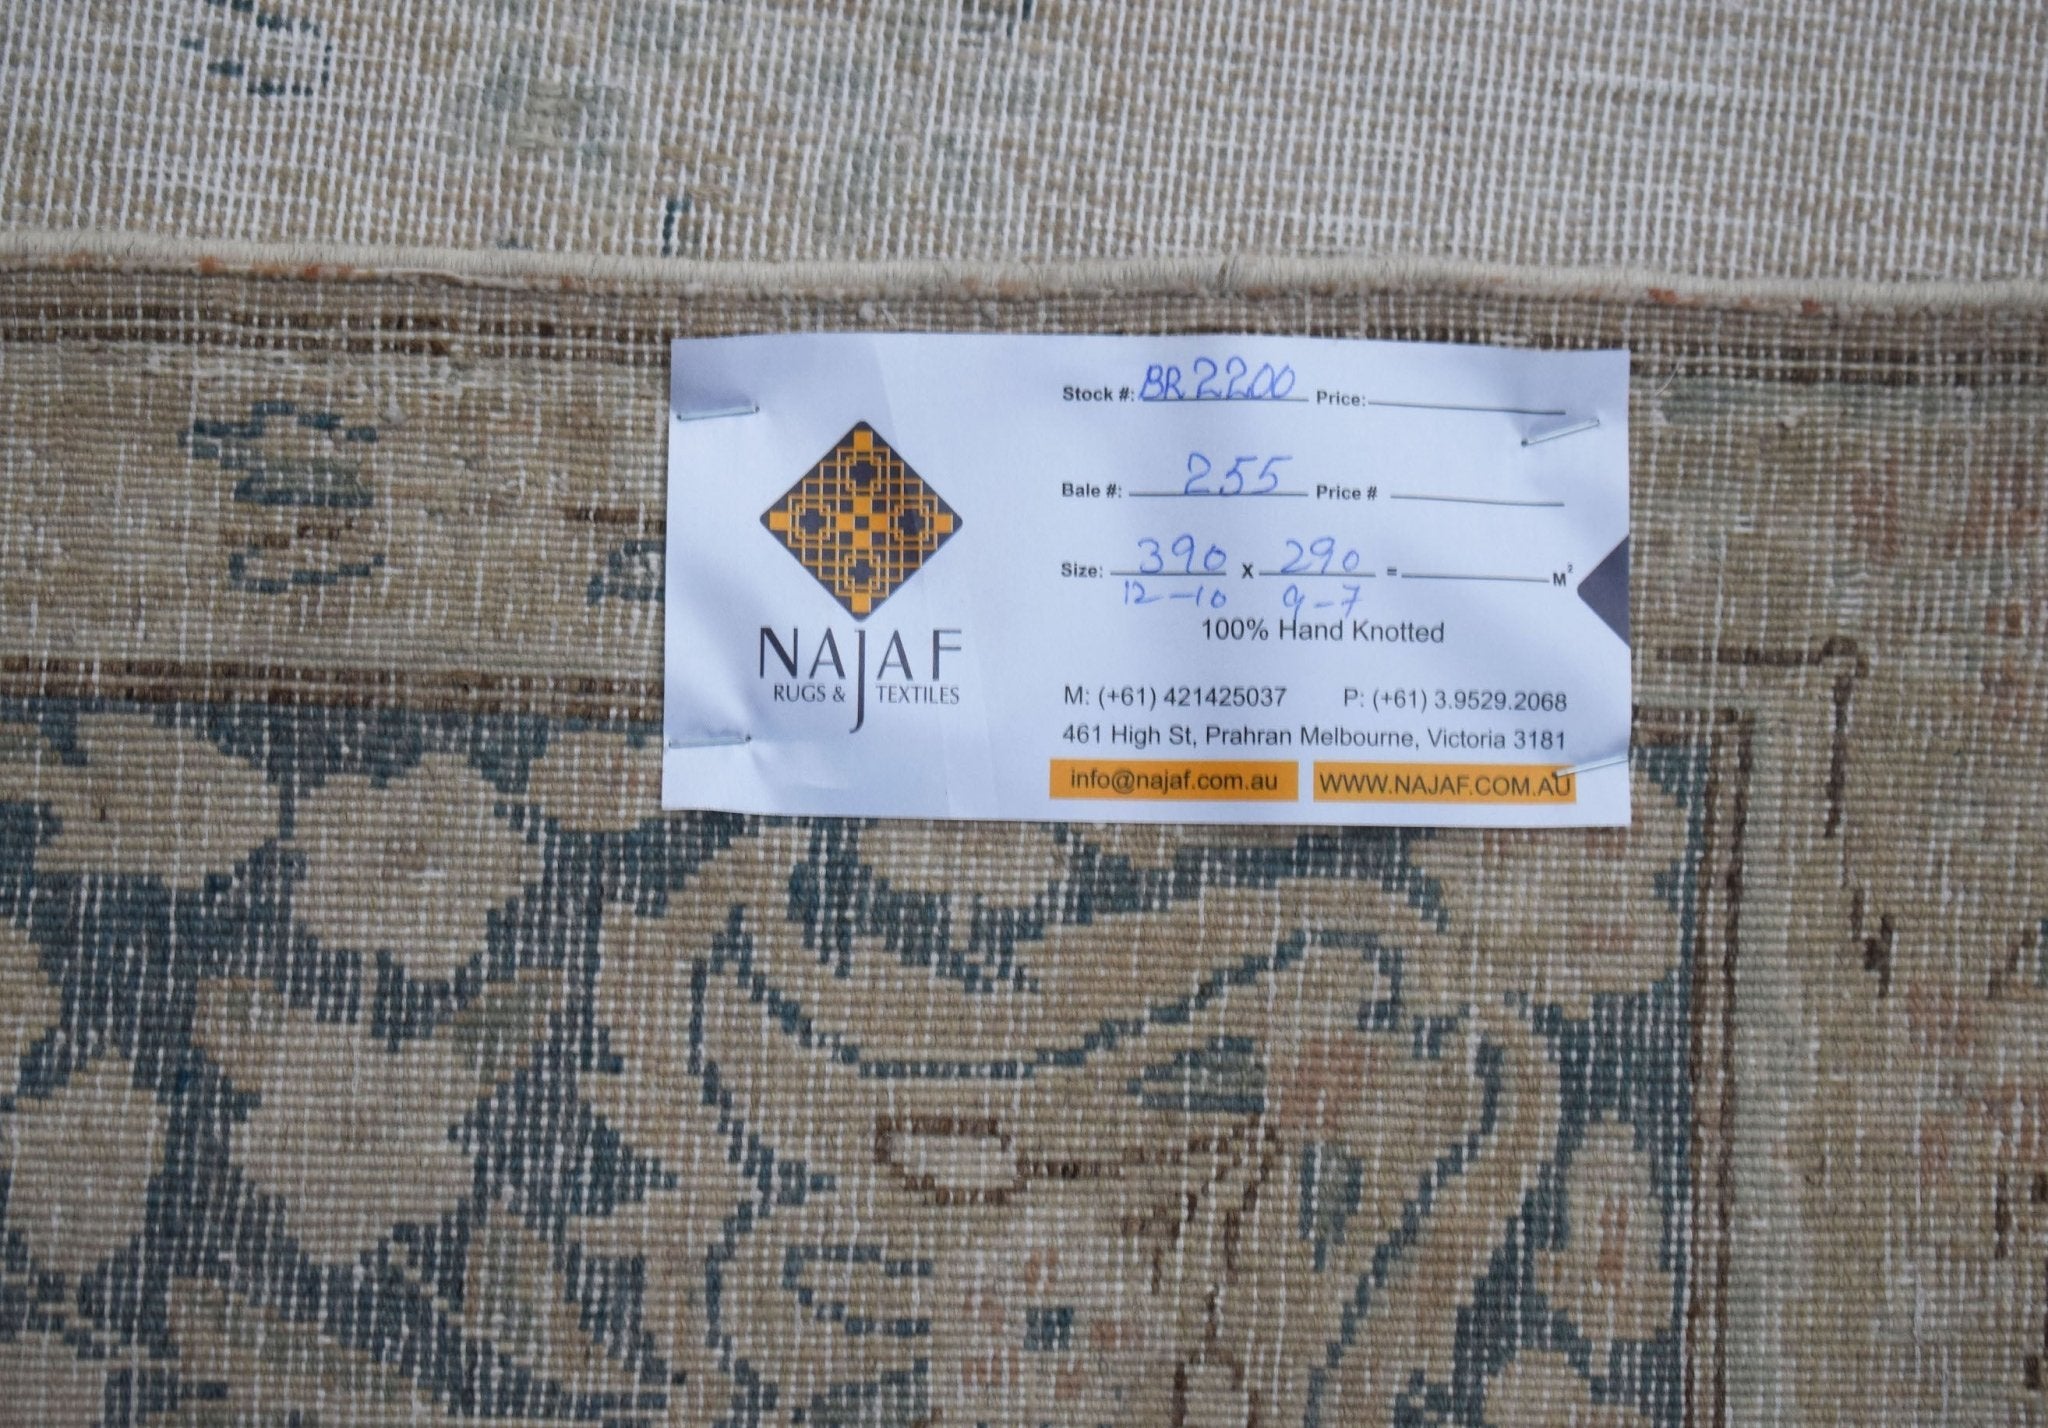 NAJAF
RUGS & TEXTILES
Stock #: BR2200 Price:
Bale #: 255 Price #
Size: 390 x 290 = M²
12-10 9-7
100% Hand Knotted
M: (+61) 421425037 P: (+61) 3.9529.2068
461 High St, Prahran Melbourne, Victoria 3181
info@najaf.com.au WWW.NAJAF.COM.AU